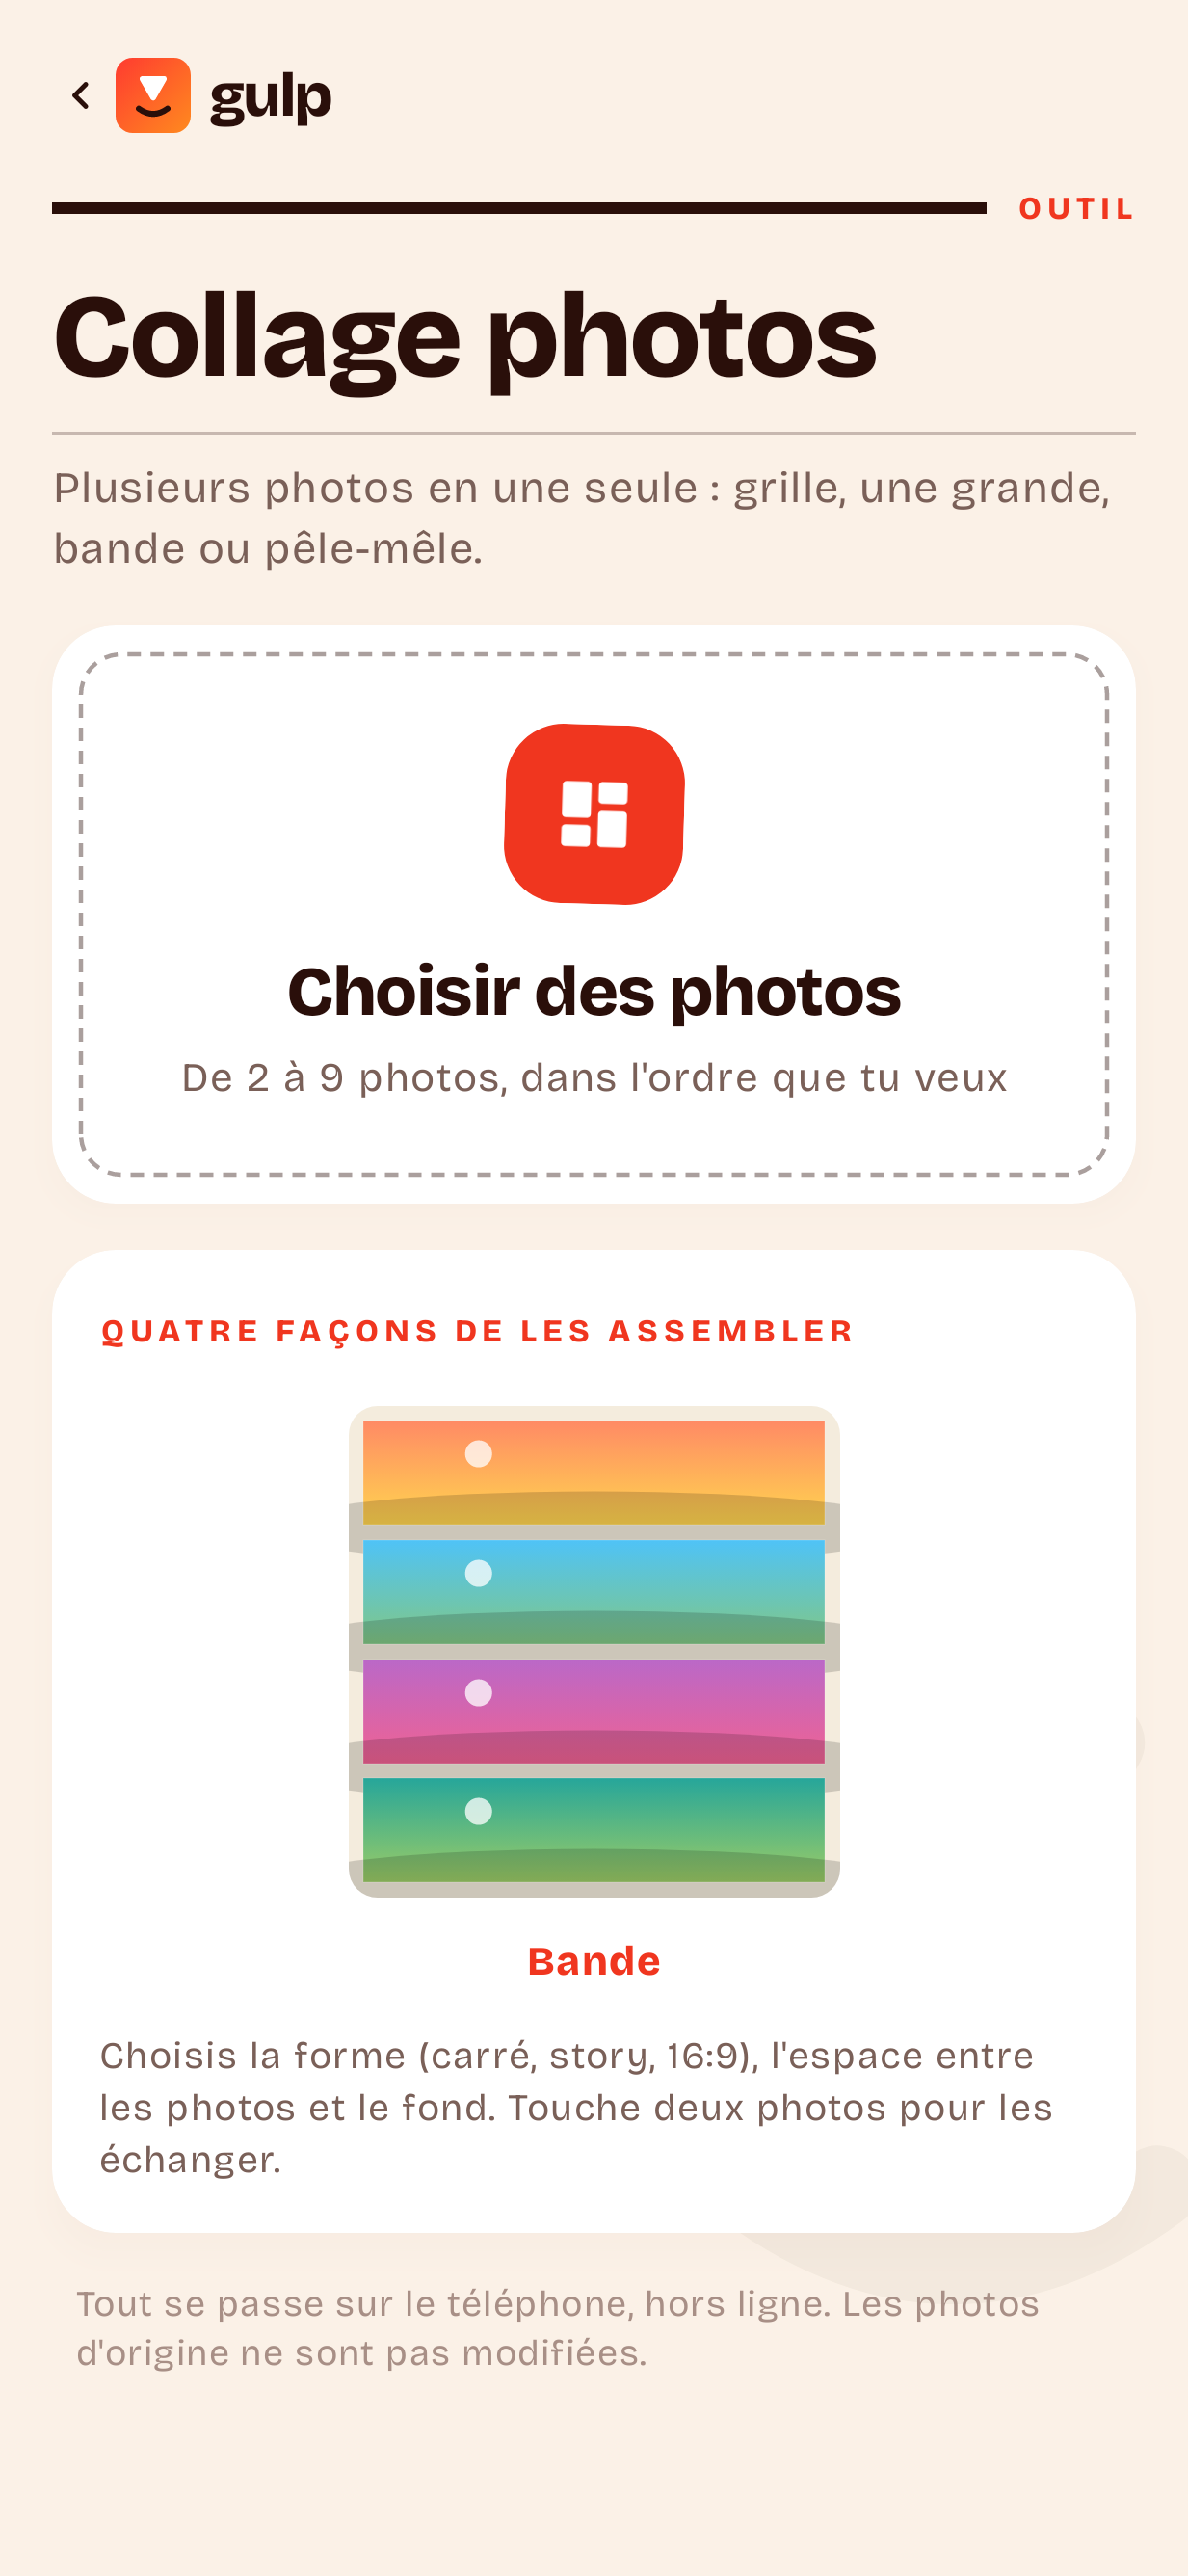 gulp
OUTIL
Collage photos
Plusieurs photos en une seule : grille, une grande,
bande ou pêle-mêle.
Choisir des photos
De 2 à 9 photos, dans l'ordre que tu veux
QUATRE FAÇONS DE LES ASSEMBLER
Bande
Choisis la forme (carré, story, 16:9), l'espace entre
les photos et le fond. Touche deux photos pour les
échanger.
Tout se passe sur le téléphone, hors ligne. Les photos
d'origine ne sont pas modifiées.